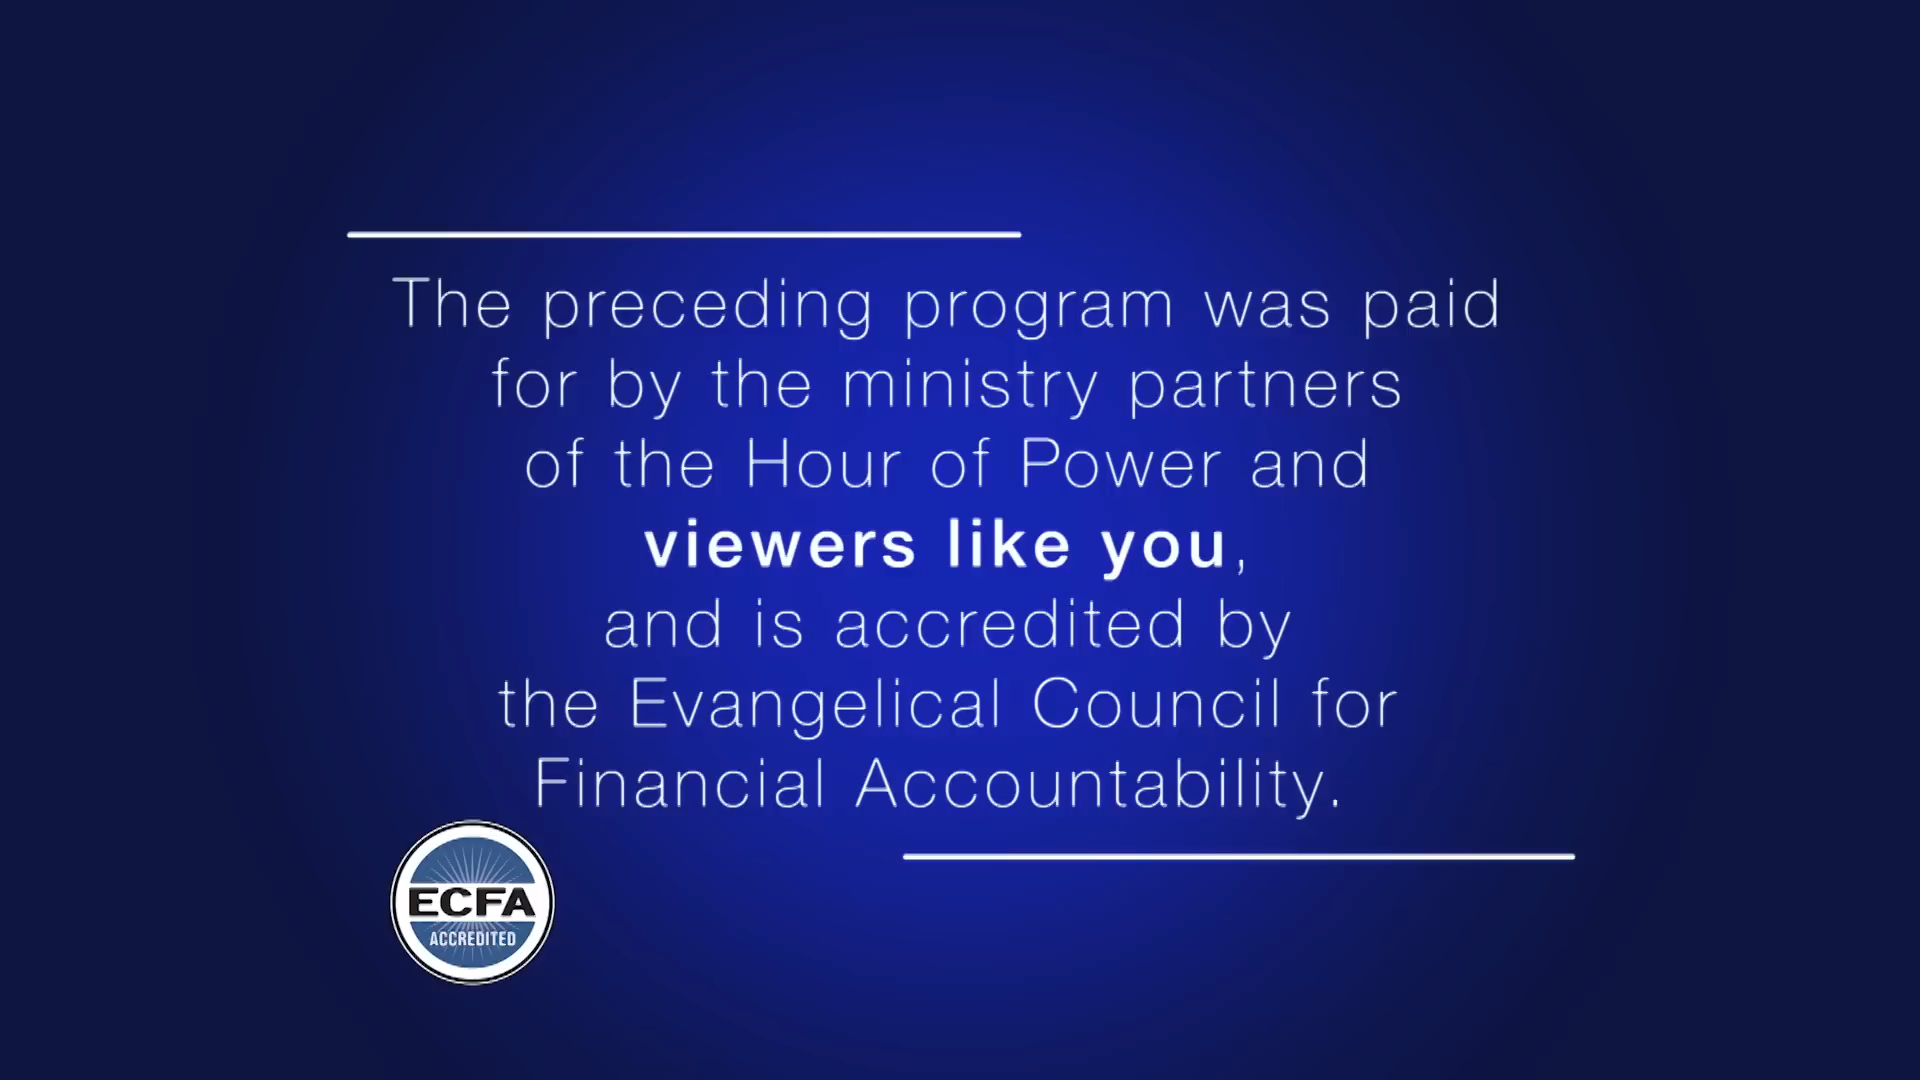 The preceding program was paid
for by the ministry partners
of the Hour of Power and
viewers like you,
and is accredited by
the Evangelical Council for
Financial Accountability.
ECFA
ACCREDITED